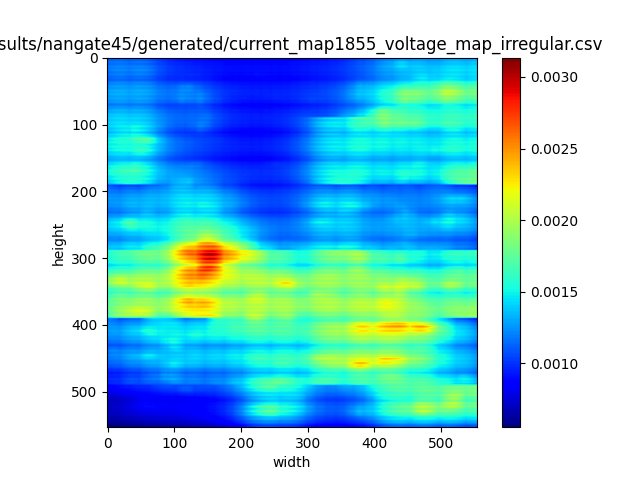 sults/nangate45/generated/current_map1855_voltage_map_irregular.csv
0
100
200
300
400
500
height
0 100 200 300 400 500
width
0.0030
0.0025
0.0020
0.0015
0.0010